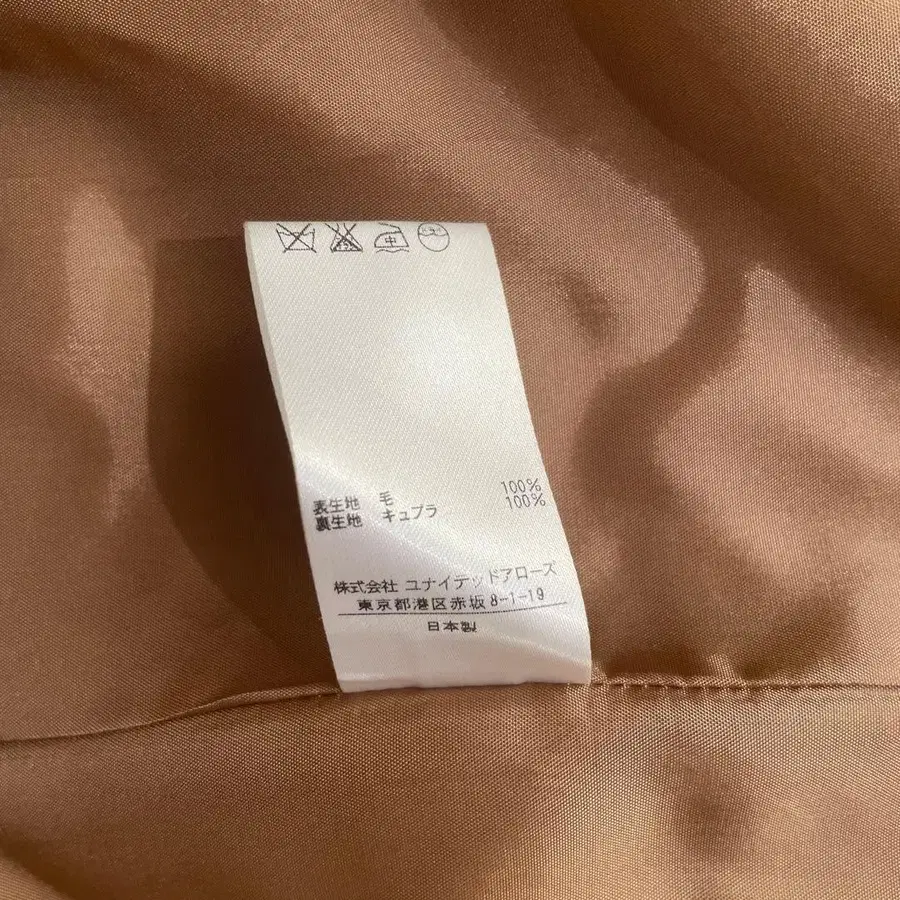 中
表生地 毛 100%
裏生地 キュプラ 100%
株式会社 ユナイテッドアローズ
東京都港区赤坂8-1-19
日本製